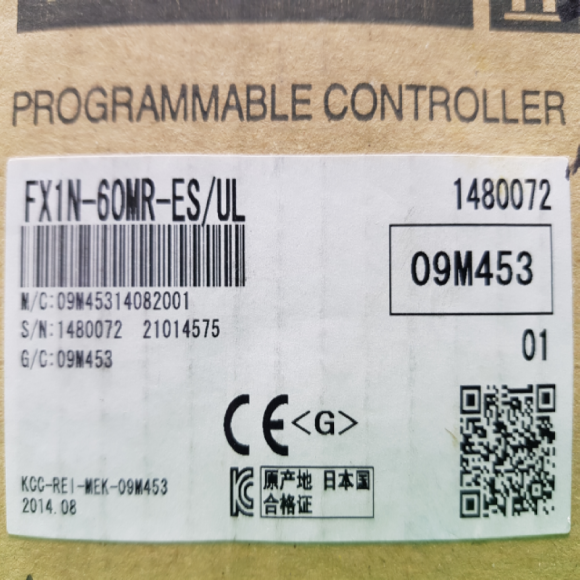 PROGRAMMABLE CONTROLLER
FX1N-60MR-ES/UL
1480072
09M453
M/C:09M45314082001
S/N:1480072 21014575
G/C:09M453
01
CE <G>
KCC-REI-MEK-09M453
2014.08
原产地 日本国
合格证